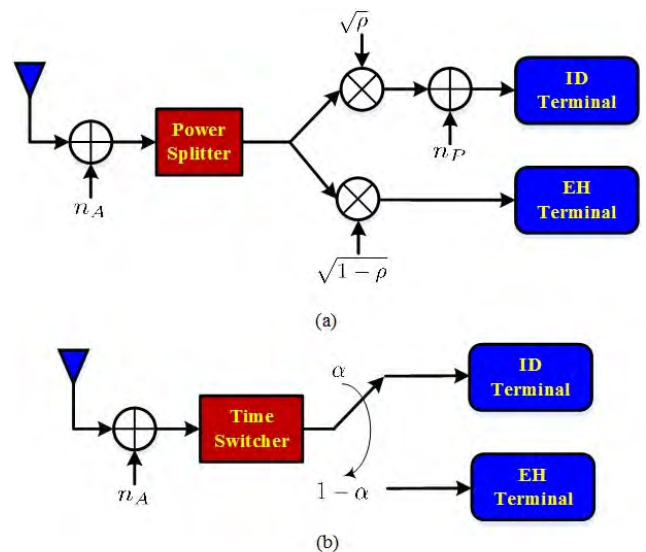 √ρ
ID
Terminal
Power
Splitter
n_A
n_P
EH
Terminal
√1 − ρ
(a)
ID
Terminal
α
Time
Switcher
n_A
1 − α
EH
Terminal
(b)